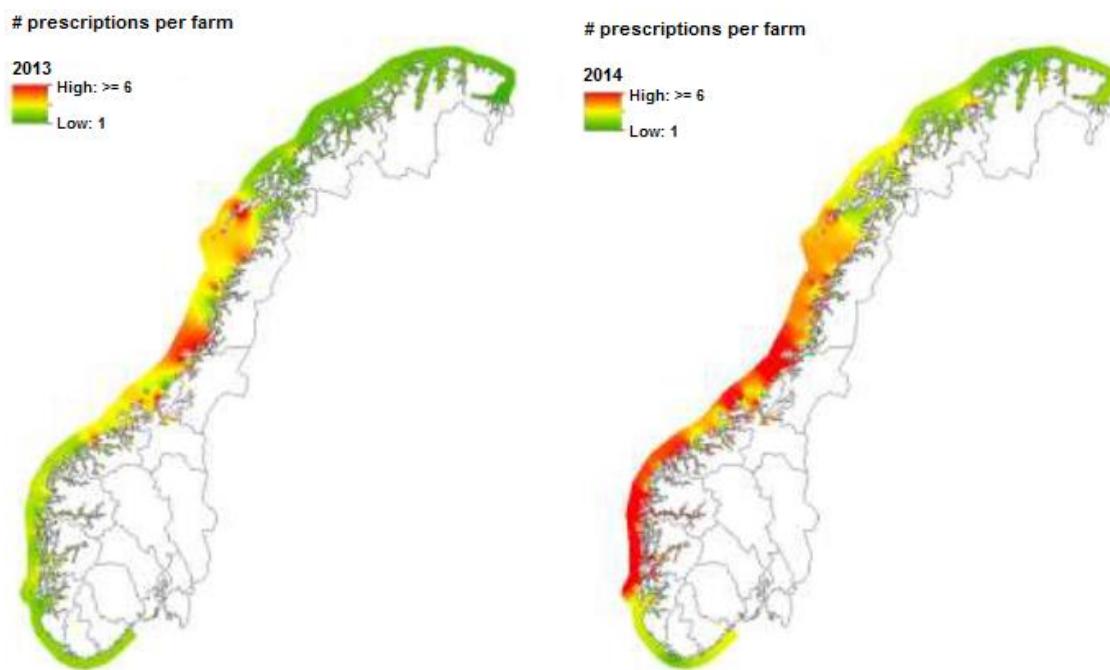 # prescriptions per farm
2013
High: >= 6
Low: 1
# prescriptions per farm
2014
High: >= 6
Low: 1